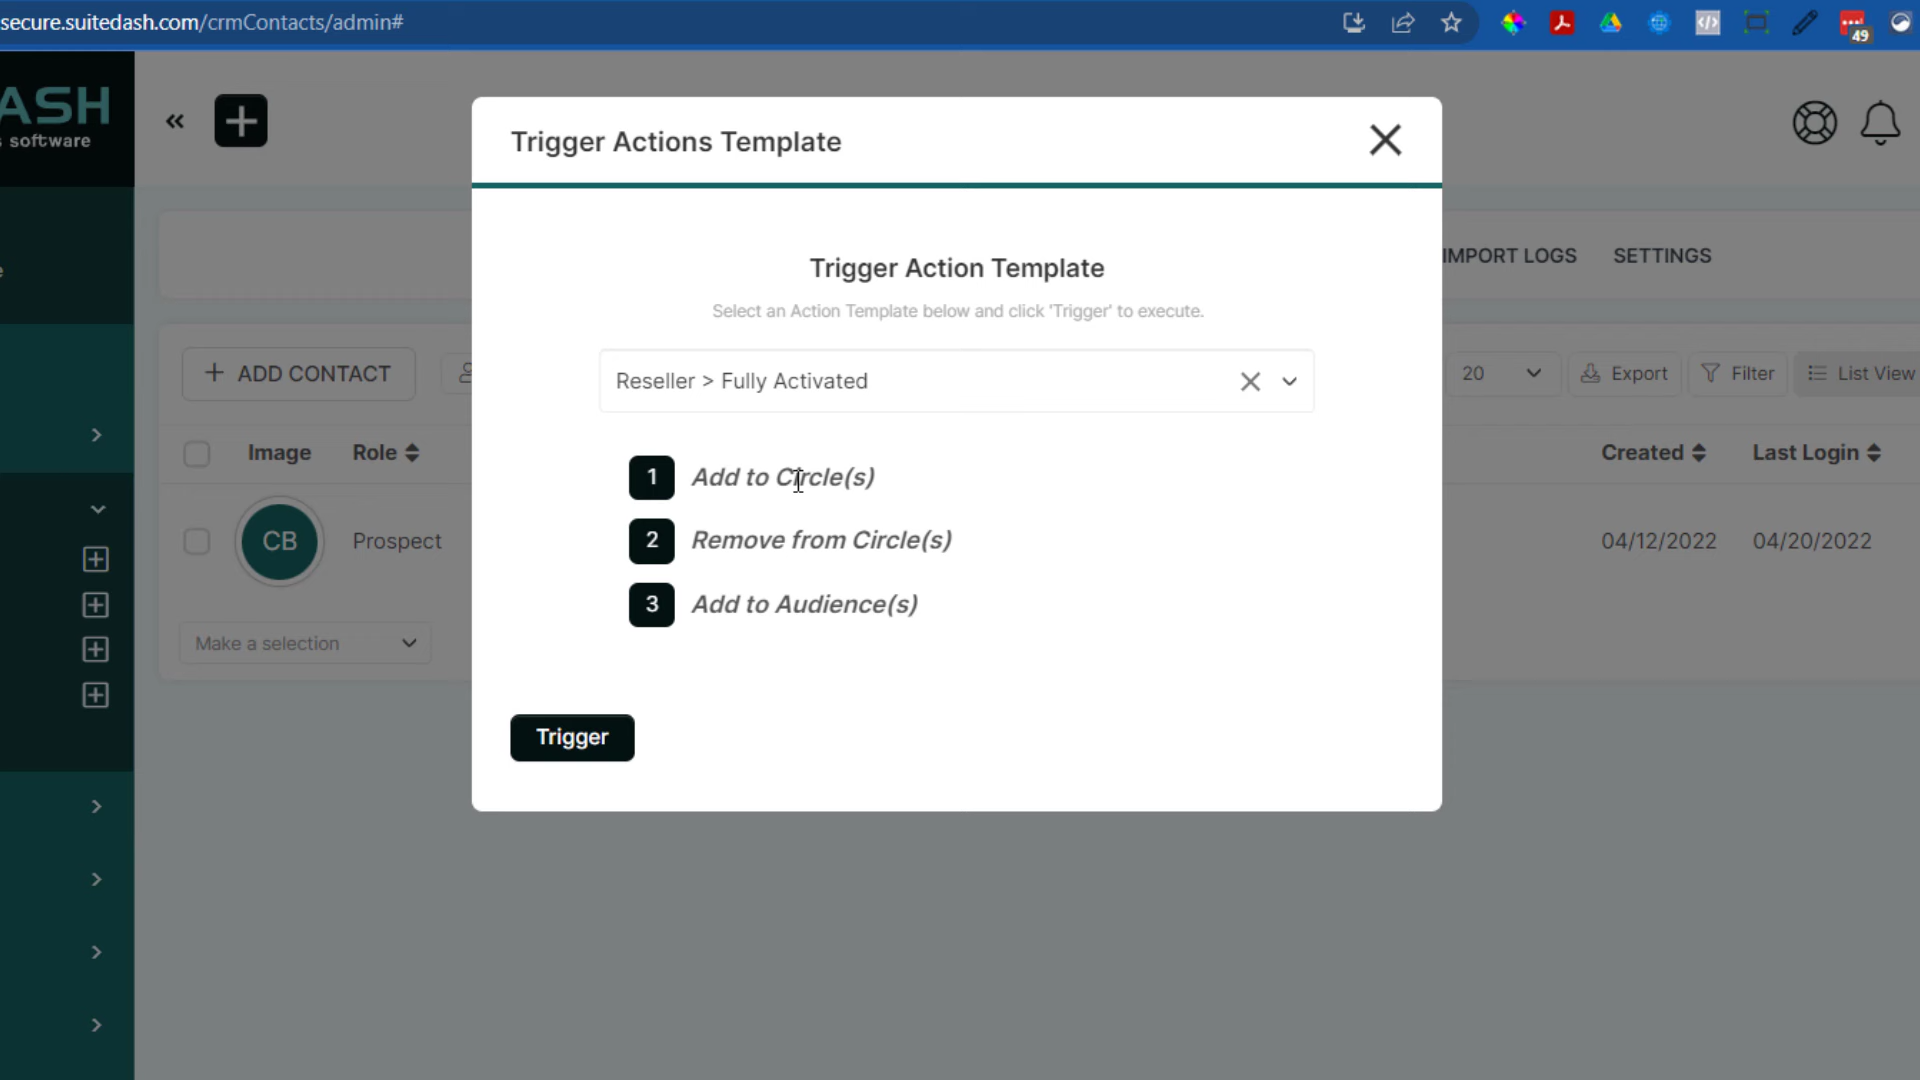 secure.suitedash.com/crmContacts/admin#
49
ASH
software
Trigger Actions Template
IMPORT LOGS
SETTINGS
Trigger Action Template
Select an Action Template below and click 'Trigger' to execute.
ADD CONTACT
Reseller > Fully Activated
20
Export
Filter
List View
Image
Role
Created
Last Login
1
Add to Circle(s)
CB
Prospect
2
Remove from Circle(s)
04/12/2022
04/20/2022
3
Add to Audience(s)
Make a selection
Trigger